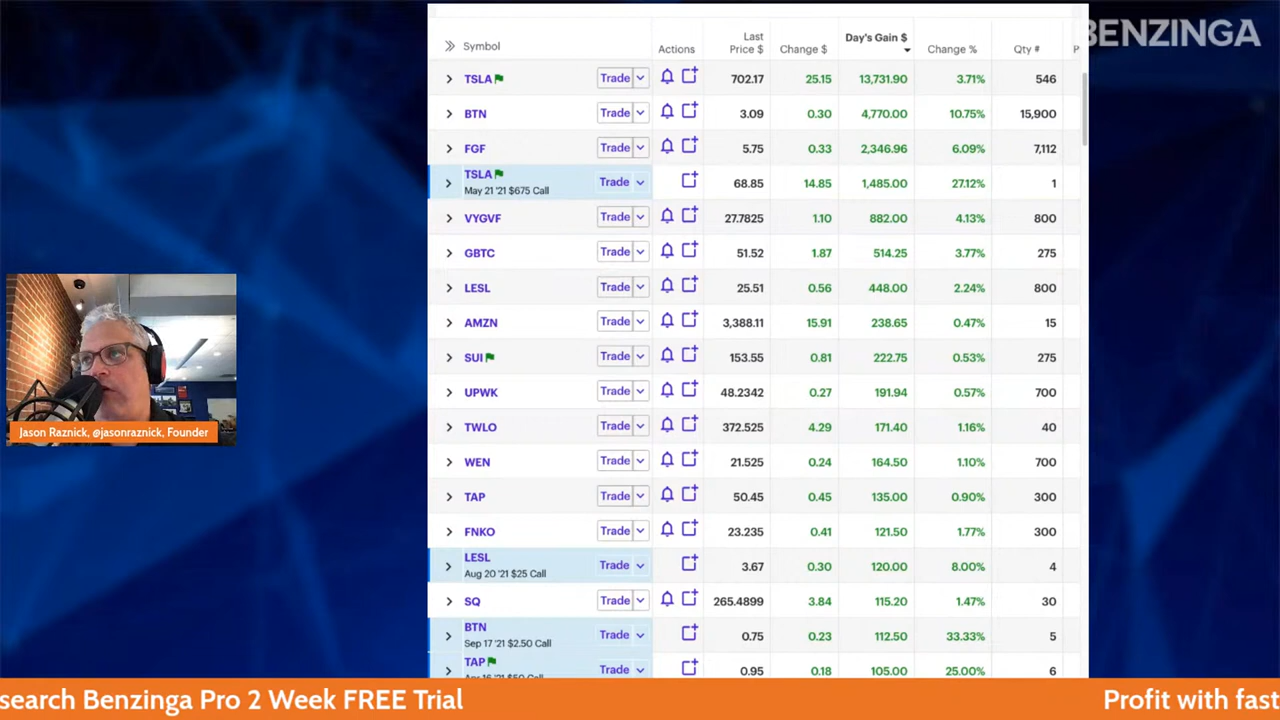 BENZINGA
Symbol Actions Last Price $ Change $ Day's Gain $ Change % Qty # P
TSLA Trade 702.17 25.15 13,731.90 3.71% 546
BTN Trade 3.09 0.30 4,770.00 10.75% 15,900
FGF Trade 5.75 0.33 2,346.96 6.09% 7,112
TSLA Trade 68.85 14.85 1,485.00 27.12% 1
May 21 '21 $675 Call
VYGVF Trade 27.7825 1.10 882.00 4.13% 800
GBTC Trade 51.52 1.87 514.25 3.77% 275
LESL Trade 25.51 0.56 448.00 2.24% 800
AMZN Trade 3,388.11 15.91 238.65 0.47% 15
SUI Trade 153.55 0.81 222.75 0.53% 275
UPWK Trade 48.2342 0.27 191.94 0.57% 700
TWLO Trade 372.525 4.29 171.40 1.16% 40
WEN Trade 21.525 0.24 164.50 1.10% 700
TAP Trade 50.45 0.45 135.00 0.90% 300
FNKO Trade 23.235 0.41 121.50 1.77% 300
LESL Trade 3.67 0.30 120.00 8.00% 4
Aug 20 '21 $25 Call
SQ Trade 265.4899 3.84 115.20 1.47% 30
BTN Trade 0.75 0.23 112.50 33.33% 5
Sep 17 '21 $2.50 Call
TAP Trade 0.95 0.18 105.00 25.00% 6
Apr 16 '21 $50 Call
Jason Raznick, @jasonraznick, Founder
search Benzinga Pro 2 Week FREE Trial Profit with fast